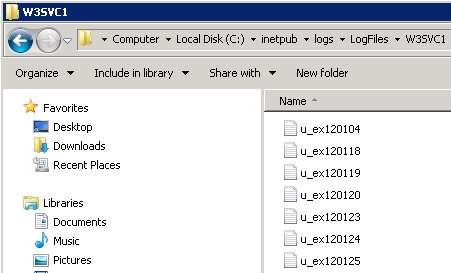 W3SVC1
Computer Local Disk (C:) inetpub logs LogFiles W3SVC1
Organize Include in library Share with New folder
Favorites
Desktop
Downloads
Recent Places
Libraries
Documents
Music
Pictures
Name
u_ex120104
u_ex120118
u_ex120119
u_ex120120
u_ex120123
u_ex120124
u_ex120125